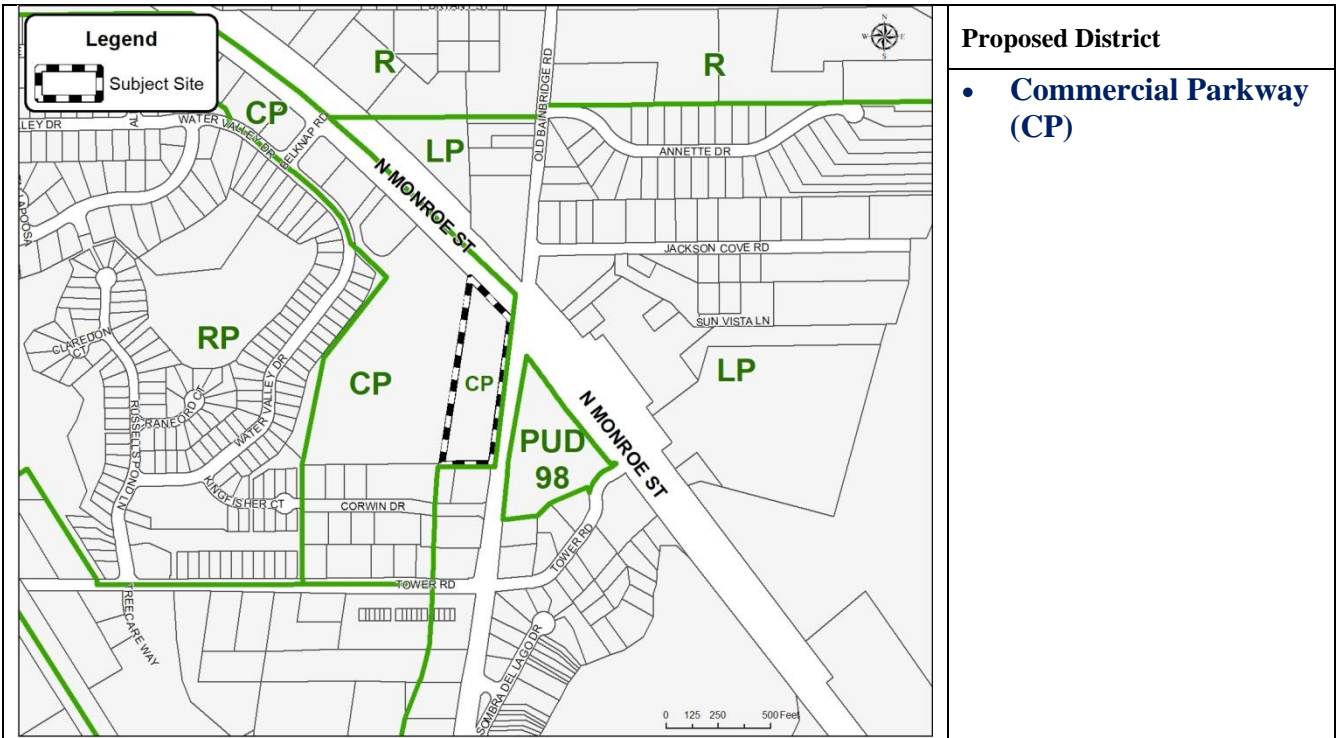 Legend
Subject Site
Proposed District
• Commercial Parkway
(CP)
N
W
E
S
R
R
CP
LP
OLD BAINBRIDGE RD
WATER VALLEY DR
BELKNAP RD
ANNETTE DR
N MONROE ST
JACKSON COVE RD
SUN VISTA LN
CLAREDON
CT
RP
CP
CP
LP
WATER VALLEY DR
RUSSELLS POND LN
N MONROE ST
PUD
98
KINGFISHER CT
CORWIN DR
TOWER RD
TOWER RD
TREECARE WAY
SOMBRA DEL LAGO DR
0 125 250 500 Feet